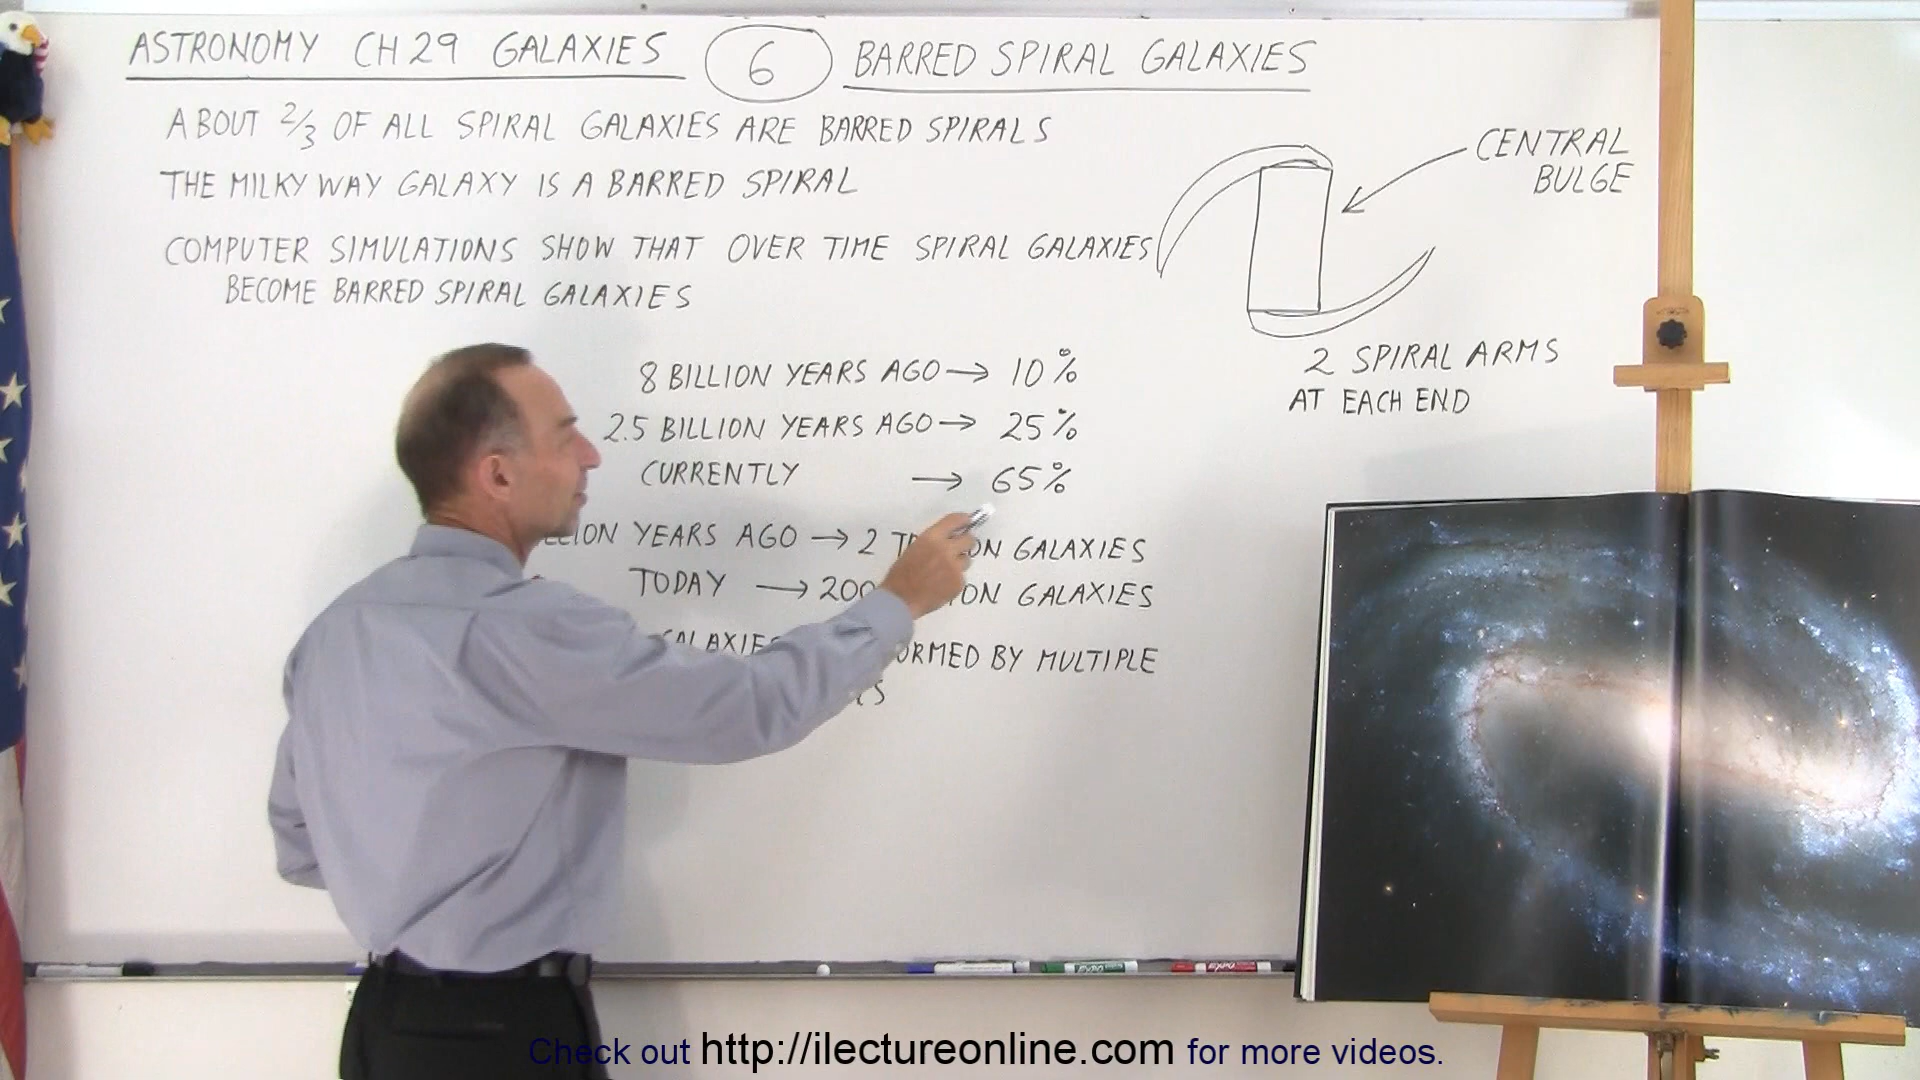 ASTRONOMY CH 29 GALAXIES 6 BARRED SPIRAL GALAXIES
ABOUT 2/3 OF ALL SPIRAL GALAXIES ARE BARRED SPIRALS
THE MILKY WAY GALAXY IS A BARRED SPIRAL
COMPUTER SIMULATIONS SHOW THAT OVER TIME SPIRAL GALAXIES
BECOME BARRED SPIRAL GALAXIES
CENTRAL
BULGE
2 SPIRAL ARMS
AT EACH END
8 BILLION YEARS AGO → 10%
2.5 BILLION YEARS AGO → 25%
CURRENTLY → 65%
YEARS AGO → 2 GALAXIES
TODAY → 200 GALAXIES
BY MULTIPLE
EXPO
EXPO
Check out http://ilectureonline.com for more videos.